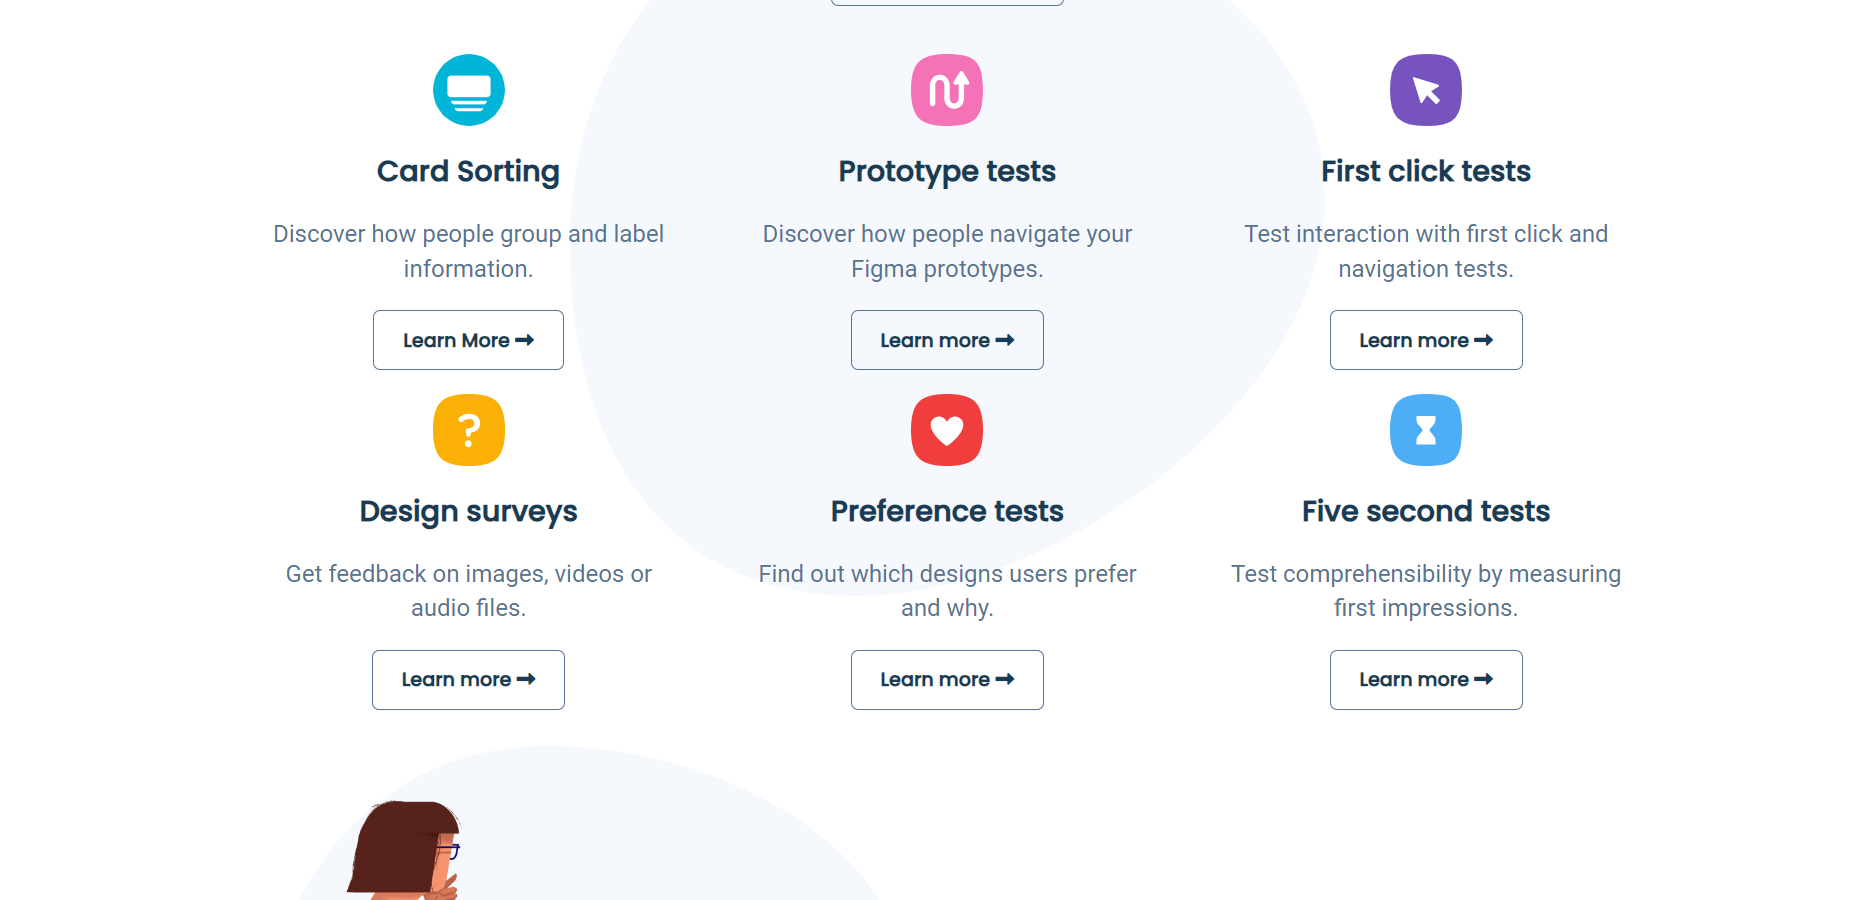 Card Sorting
Discover how people group and label
information.
Learn More ➞
Prototype tests
Discover how people navigate your
Figma prototypes.
Learn more ➞
First click tests
Test interaction with first click and
navigation tests.
Learn more ➞
?
Design surveys
Get feedback on images, videos or
audio files.
Learn more ➞
Preference tests
Find out which designs users prefer
and why.
Learn more ➞
Five second tests
Test comprehensibility by measuring
first impressions.
Learn more ➞